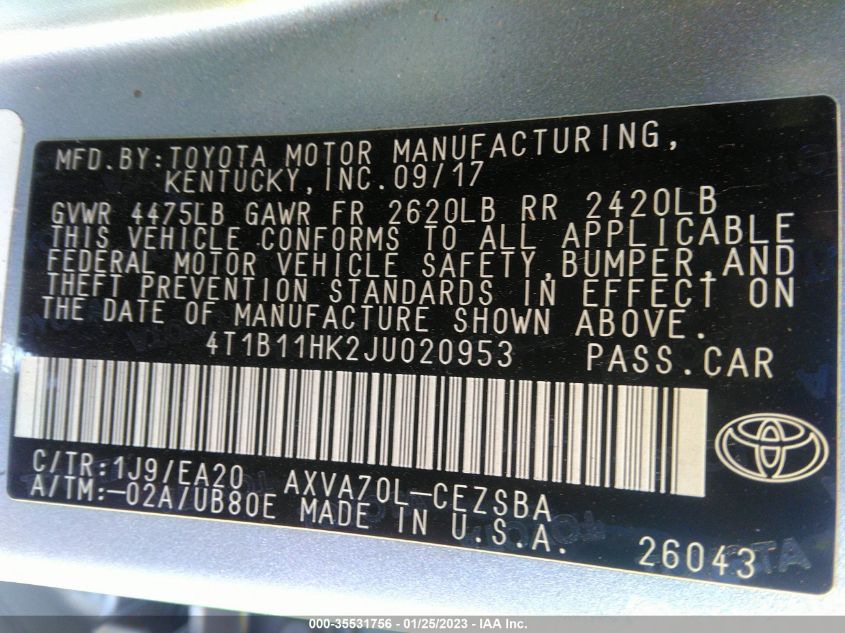 MFD.BY:TOYOTA MOTOR MANUFACTURING,
KENTUCKY,INC.09/17
GVWR 4475LB GAWR FR 2620LB RR 2420LB
THIS VEHICLE CONFORMS TO ALL APPLICABLE
FEDERAL MOTOR VEHICLE SAFETY,BUMPER,AND
THEFT PREVENTION STANDARDS IN EFFECT ON
THE DATE OF MANUFACTURE SHOWN ABOVE.
4T1B11HK2JU020953 PASS.CAR
C/TR:1J9/EA20 AXVA70L-CEZSBA
A/TM:-02A/UB80E MADE IN U.S.A.
26043
000-35531756 - 01/25/2023 - IAA Inc.